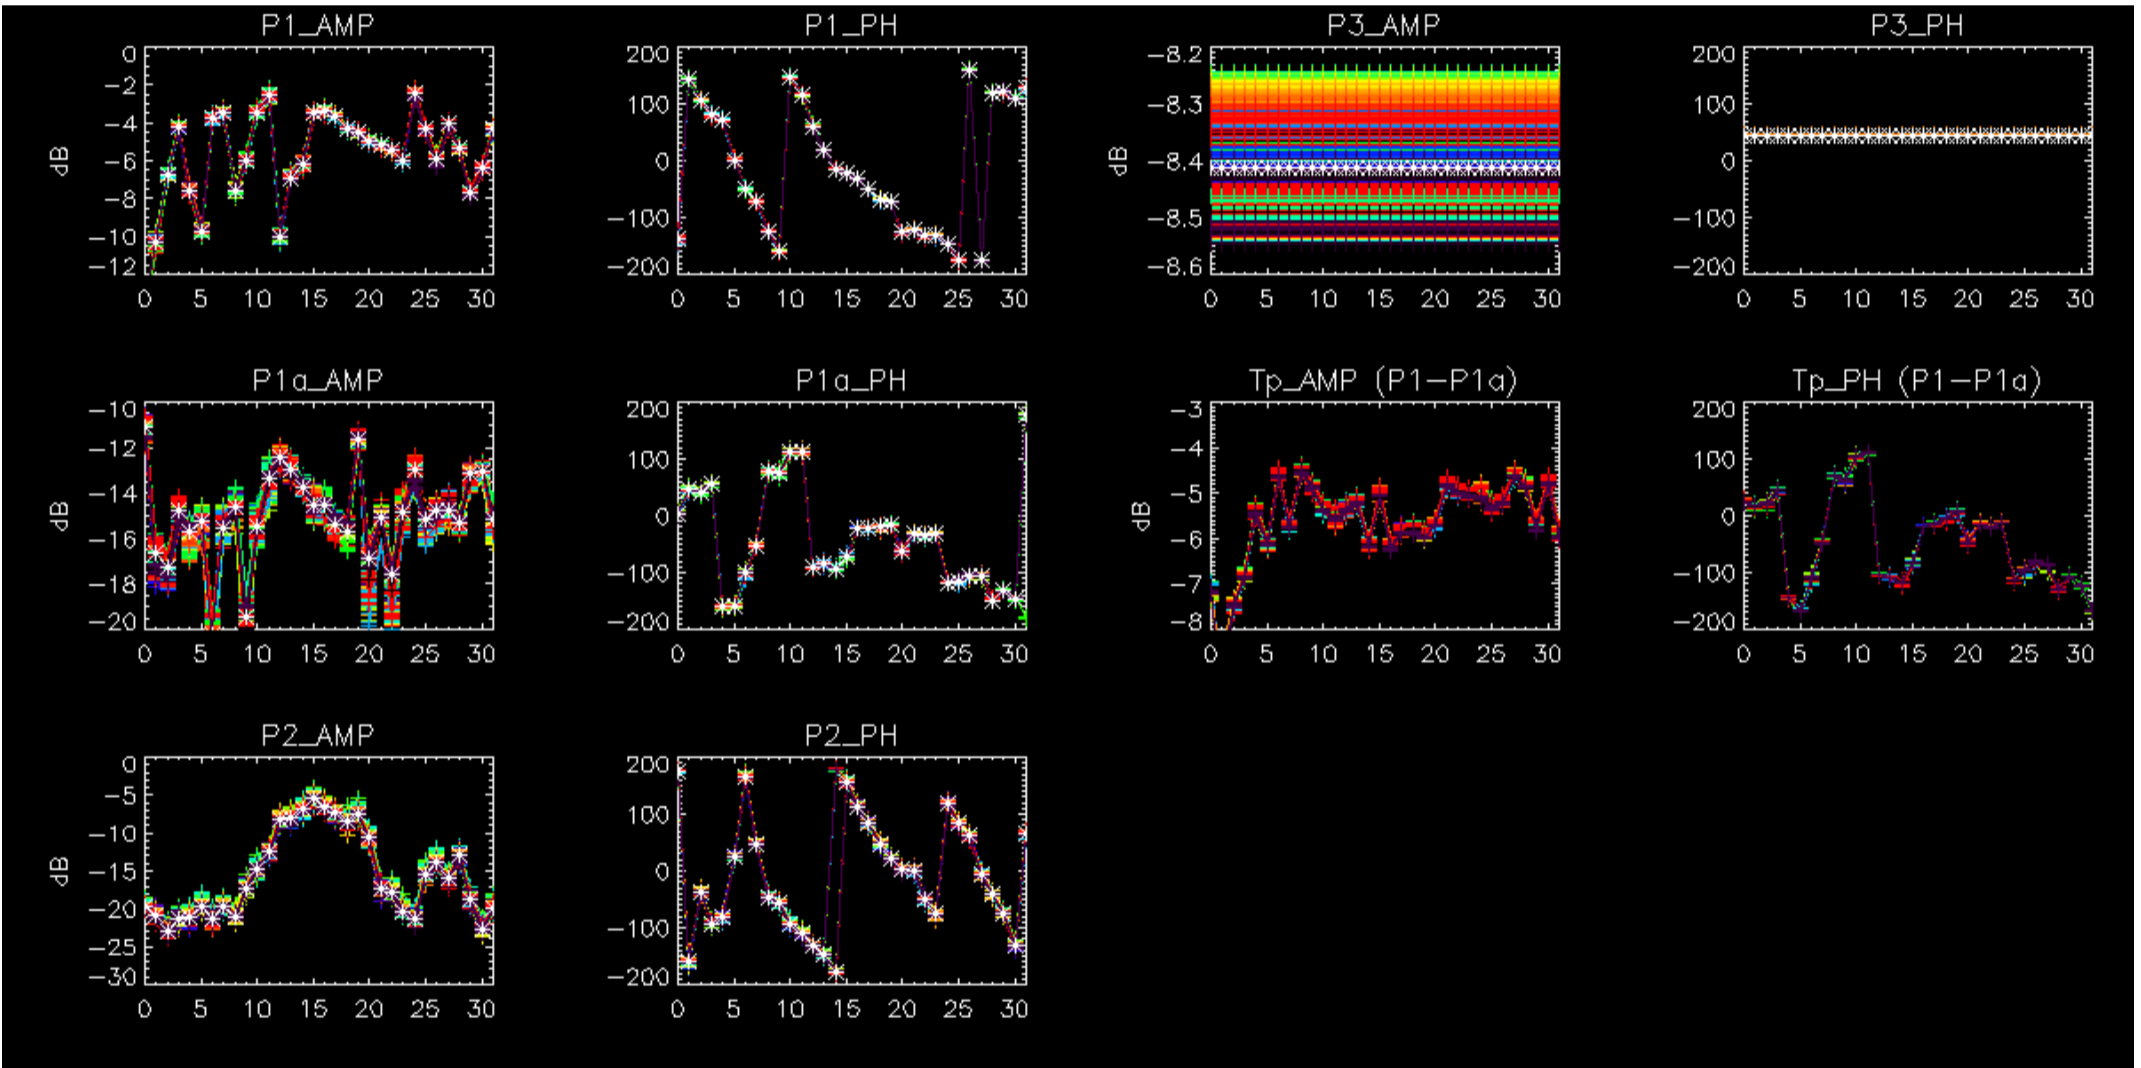 P1_AMP
P1_PH
P3_AMP
P3_PH
0
−2
−4
−6
−8
−10
−12
dB
0 5 10 15 20 25 30
200
100
0
−100
−200
0 5 10 15 20 25 30
−8.2
−8.3
−8.4
−8.5
−8.6
dB
0 5 10 15 20 25 30
200
100
0
−100
−200
0 5 10 15 20 25 30
P1a_AMP
P1a_PH
Tp_AMP (P1−P1a)
Tp_PH (P1−P1a)
−10
−12
−14
−16
−18
−20
dB
0 5 10 15 20 25 30
200
100
0
−100
−200
0 5 10 15 20 25 30
−3
−4
−5
−6
−7
−8
dB
0 5 10 15 20 25 30
200
100
0
−100
−200
0 5 10 15 20 25 30
P2_AMP
P2_PH
0
−5
−10
−15
−20
−25
−30
dB
0 5 10 15 20 25 30
200
100
0
−100
−200
0 5 10 15 20 25 30